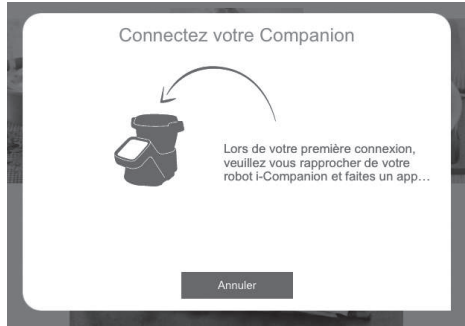 Connectez votre Companion
Lors de votre première connexion,
veuillez vous rapprocher de votre
robot i-Companion et faites un app…
Annuler